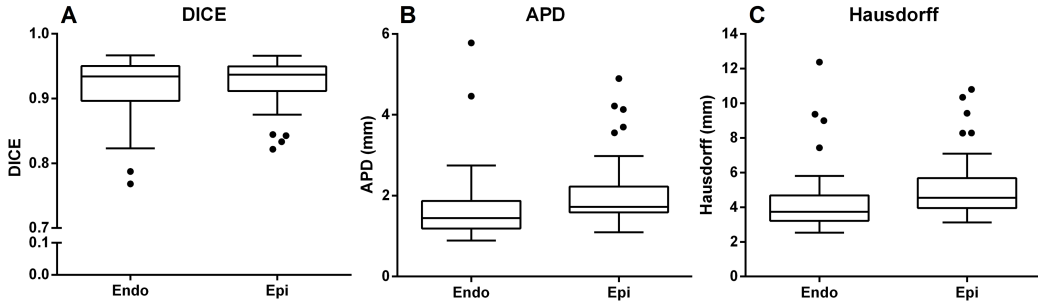 A
DICE
DICE
1.0
0.9
0.8
0.7
0.1
0.0
Endo
Epi
B
APD
APD (mm)
6
4
2
0
Endo
Epi
C
Hausdorff
Hausdorff (mm)
14
12
10
8
6
4
2
0
Endo
Epi